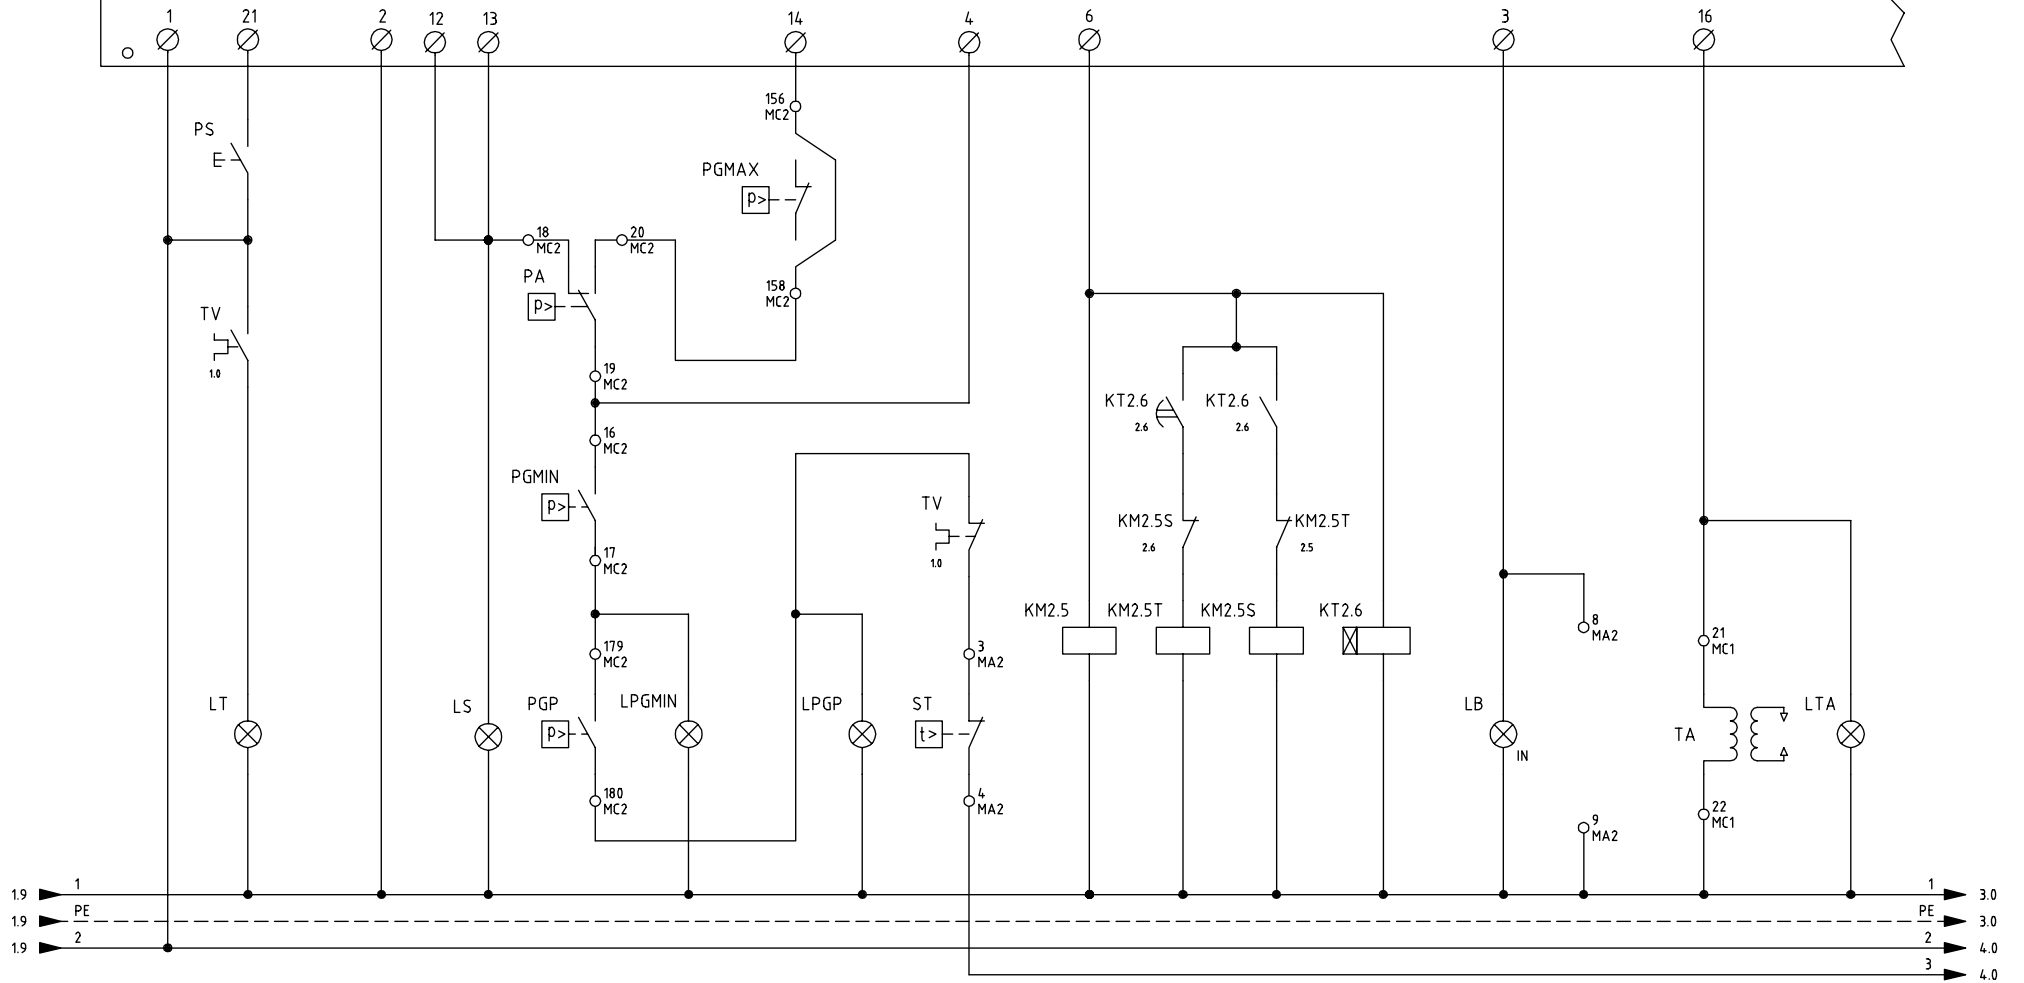 1 21 2 12 13 14 4 6 3 16
156
MC2
PS
PGMAX
p>
18
MC2
20
MC2
PA
p>
158
MC2
TV
1.0
19
MC2
KT2.6
2.6
KT2.6
2.6
16
MC2
PGMIN
p>
TV
1.0
KM2.5S
2.6
KM2.5T
2.5
17
MC2
KM2.5 KM2.5T KM2.5S KT2.6
8
MA2
21
MC1
179
MC2
3
MA2
LT
LS
PGP
p>
LPGMIN
LPGP
ST
t>
LB
IN
TA
LTA
180
MC2
4
MA2
9
MA2
22
MC1
1.9 1 1 3.0
1.9 PE PE 3.0
1.9 2 2 4.0
3 4.0